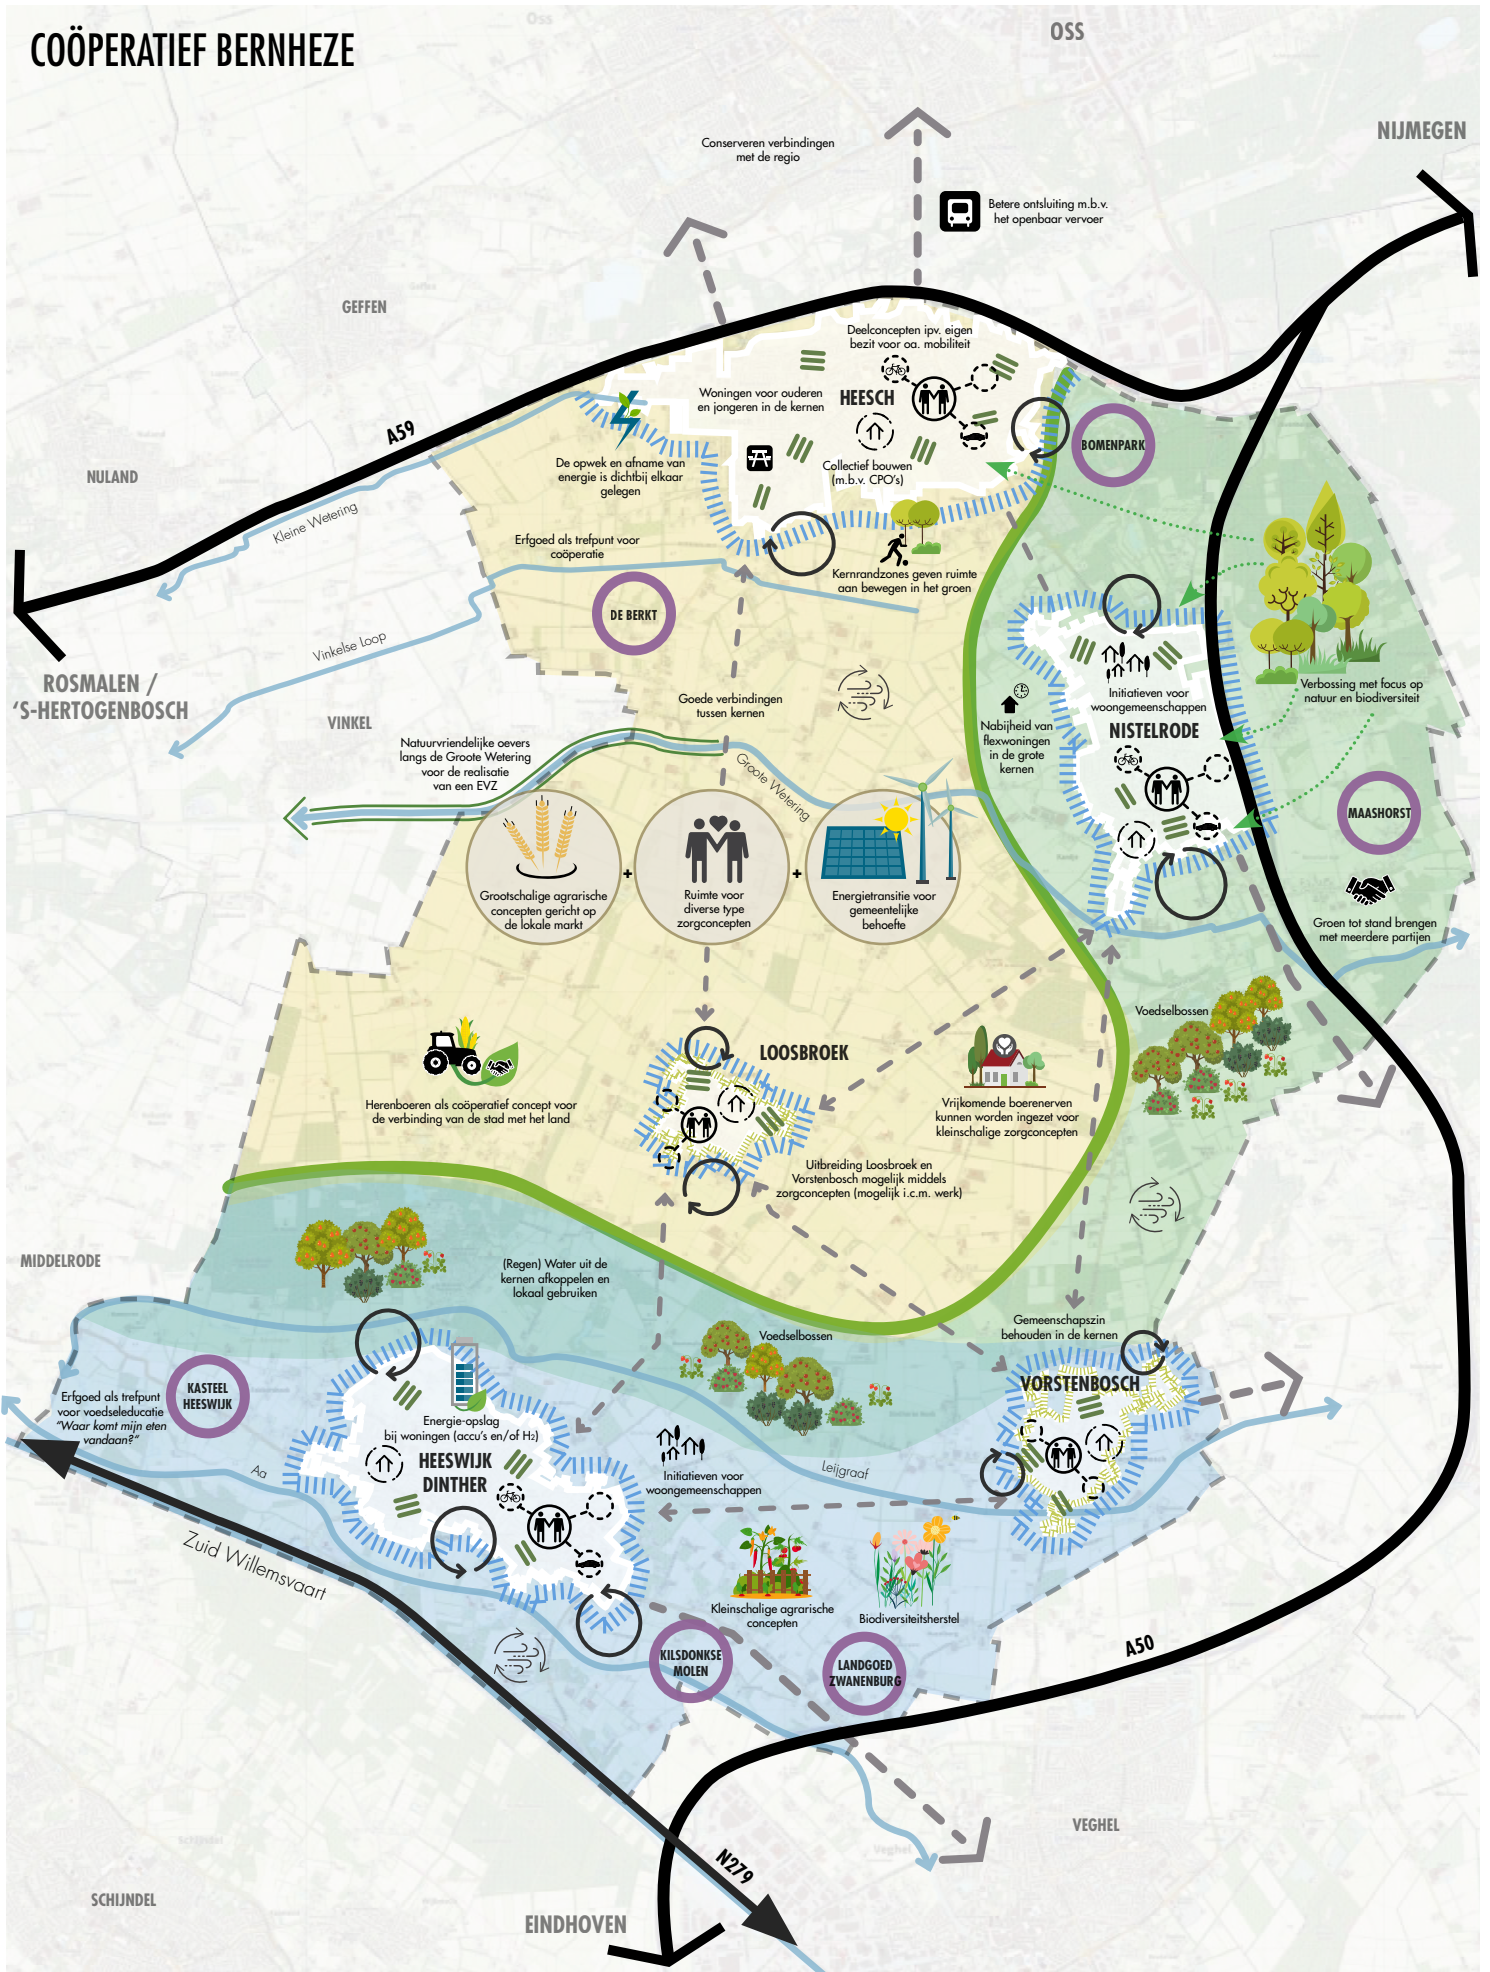 COÖPERATIEF BERNHEZE
Oss
OSS
NIJMEGEN
Conserveren verbindingen
met de regio
Betere ontsluiting m.b.v.
het openbaar vervoer
GEFFEN
Deelconcepten ipv. eigen
bezit voor oa. mobiliteit
Woningen voor ouderen
en jongeren in de kernen
HEESCH
A59
BOMENPARK
NULAND
De opwek en afname van
energie is dichtbij elkaar
gelegen
Collectief bouwen
(m.b.v. CPO's)
Kleine Wetering
Erfgoed als trefpunt voor
coöperatie
Kernrandzones geven ruimte
aan bewegen in het groen
DE BERKT
Vinkelse Loop
ROSMALEN /
'S-HERTOGENBOSCH
VINKEL
Goede verbindingen
tussen kernen
Initiatieven voor
woongemeenschappen
Verbossing met focus op
natuur en biodiversiteit
Nabijheid van
flexwoningen
in de grote
kernen
NISTELRODE
Natuurvriendelijke oevers
langs de Groote Wetering
voor de realisatie
van een EVZ
Groote Wetering
MAASHORST
Grootschalige agrarische
concepten gericht op
de lokale markt
+
Ruimte voor
diverse type
zorgconcepten
+
Energietransitie voor
gemeentelijke
behoefte
Groen tot stand brengen
met meerdere partijen
Voedselbossen
LOOSBROEK
Herenboeren als coöperatief concept voor
de verbinding van de stad met het land
Vrijkomende boerenerven
kunnen worden ingezet voor
kleinschalige zorgconcepten
Uitbreiding Loosbroek en
Vorstenbosch mogelijk middels
zorgconcepten (mogelijk i.c.m. werk)
MIDDELRODE
(Regen) Water uit de
kernen afkoppelen en
lokaal gebruiken
Voedselbossen
Gemeenschapszin
behouden in de kernen
VORSTENBOSCH
KASTEEL
HEESWIJK
Erfgoed als trefpunt
voor voedseleducatie
"Waar komt mijn eten
vandaan?"
Energie-opslag
bij woningen (accu's en/of H2)
HEESWIJK
DINTHER
Aa
Initiatieven voor
woongemeenschappen
Leijgraaf
Zuid Willemsvaart
Kleinschalige agrarische
concepten
Biodiversiteitsherstel
KILSDONKSE
MOLEN
LANDGOED
ZWANENBURG
A50
VEGHEL
Schijndel
Veghel
N279
SCHIJNDEL
EINDHOVEN